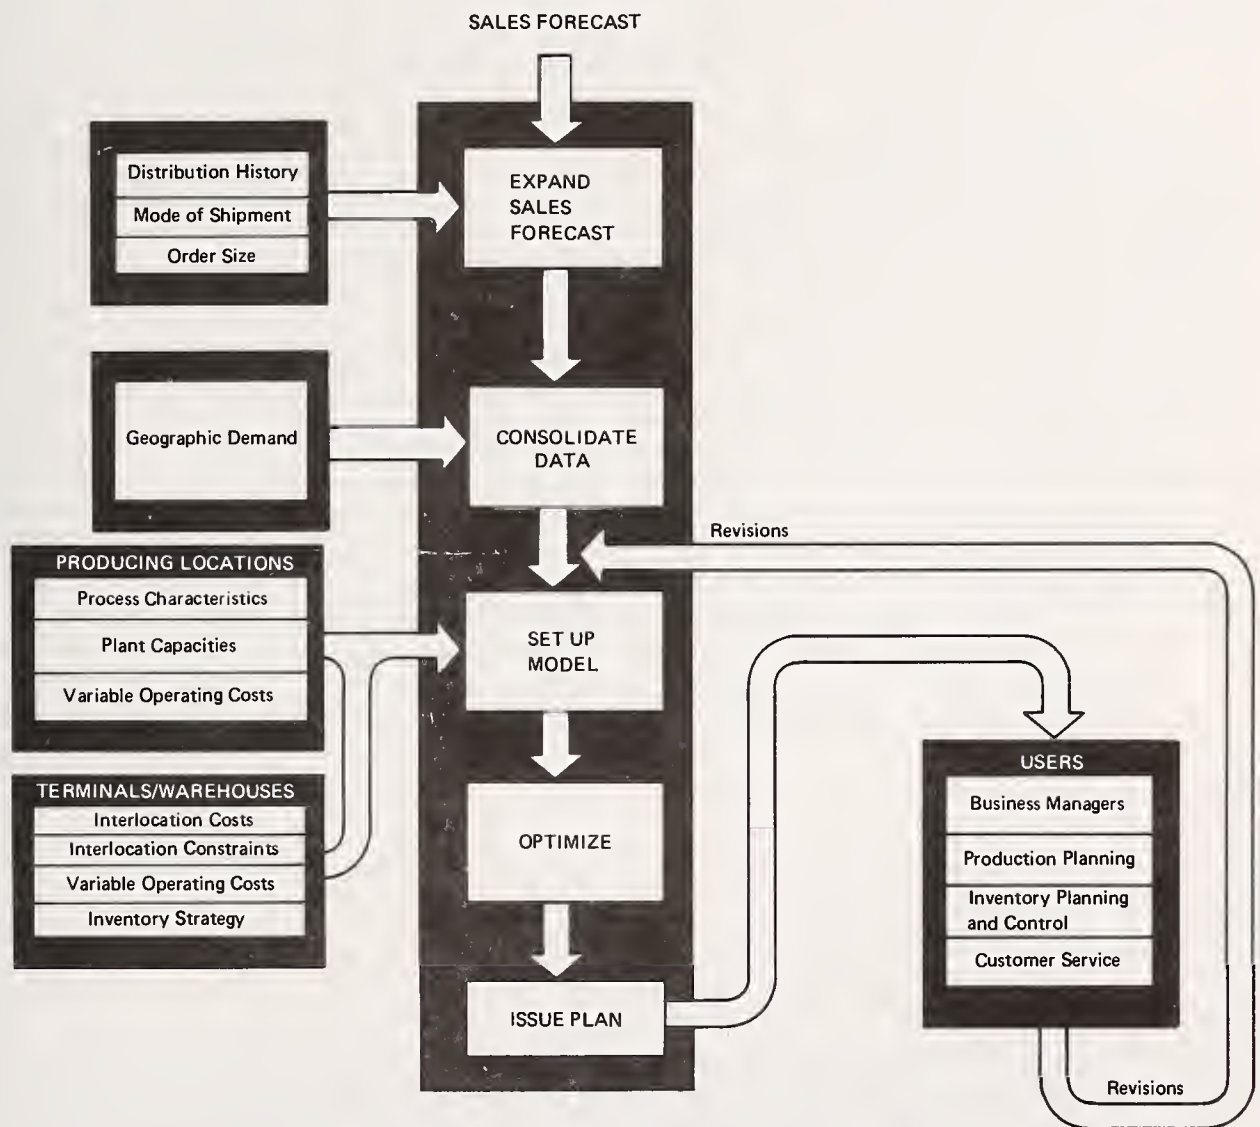 SALES FORECAST
Distribution History
Mode of Shipment
Order Size
EXPAND
SALES
FORECAST
Geographic Demand
CONSOLIDATE
DATA
Revisions
PRODUCING LOCATIONS
Process Characteristics
Plant Capacities
Variable Operating Costs
SET UP
MODEL
TERMINALS/WAREHOUSES
Interlocation Costs
Interlocation Constraints
Variable Operating Costs
Inventory Strategy
OPTIMIZE
ISSUE PLAN
USERS
Business Managers
Production Planning
Inventory Planning
and Control
Customer Service
Revisions